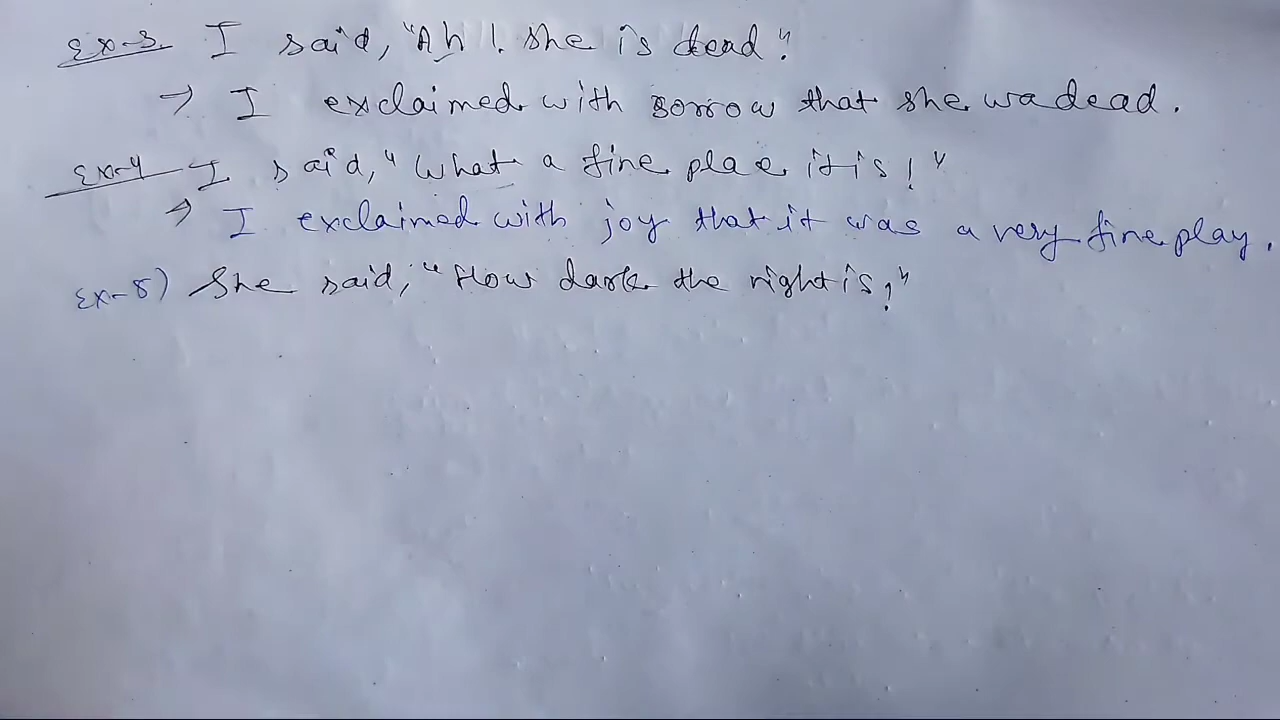 Ex-3. I said, "Ah! she is dead".
→ I exclaimed with sorrow that she wa dead.
Ex-4 I said, "What a fine plae it is!"
→ I exclaimed with joy that it was a very fine play.
Ex-5) She said, "How dark the night is!"